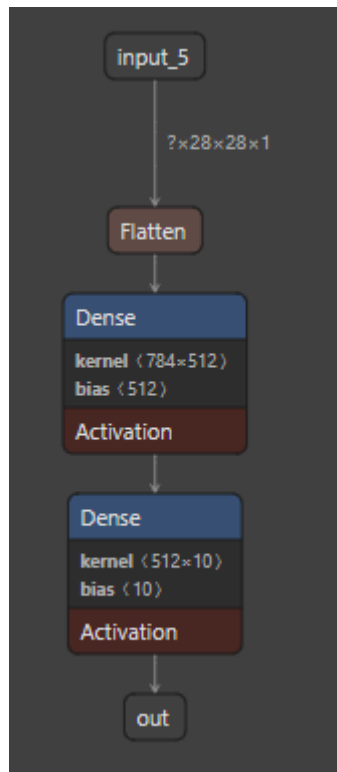 input_5
?×28×28×1
Flatten
Dense
kernel ⟨784×512⟩
bias ⟨512⟩
Activation
Dense
kernel ⟨512×10⟩
bias ⟨10⟩
Activation
out